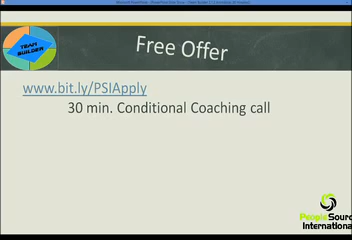 TEAM
BUILDER
Free Offer
www.bit.ly/PSIApply
30 min. Conditional Coaching call
PeopleSource
International